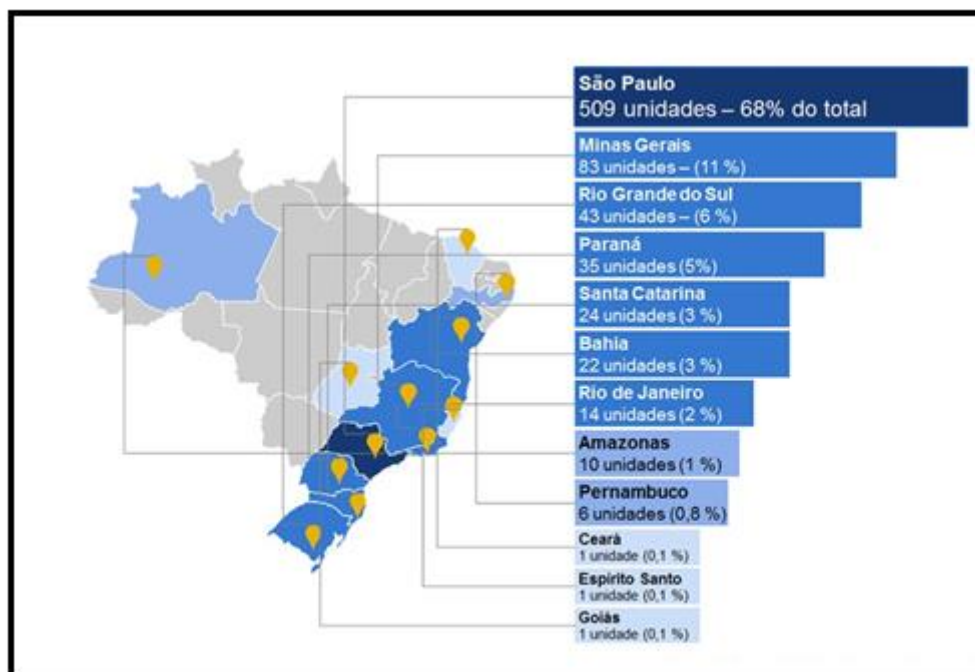 São Paulo
509 unidades – 68% do total
Minas Gerais
83 unidades – (11 %)
Rio Grande do Sul
43 unidades – (6 %)
Paraná
35 unidades (5%)
Santa Catarina
24 unidades (3 %)
Bahia
22 unidades (3 %)
Rio de Janeiro
14 unidades (2 %)
Amazonas
10 unidades (1 %)
Pernambuco
6 unidades (0,8 %)
Ceará
1 unidade (0,1 %)
Espírito Santo
1 unidade (0,1 %)
Goiás
1 unidade (0,1 %)